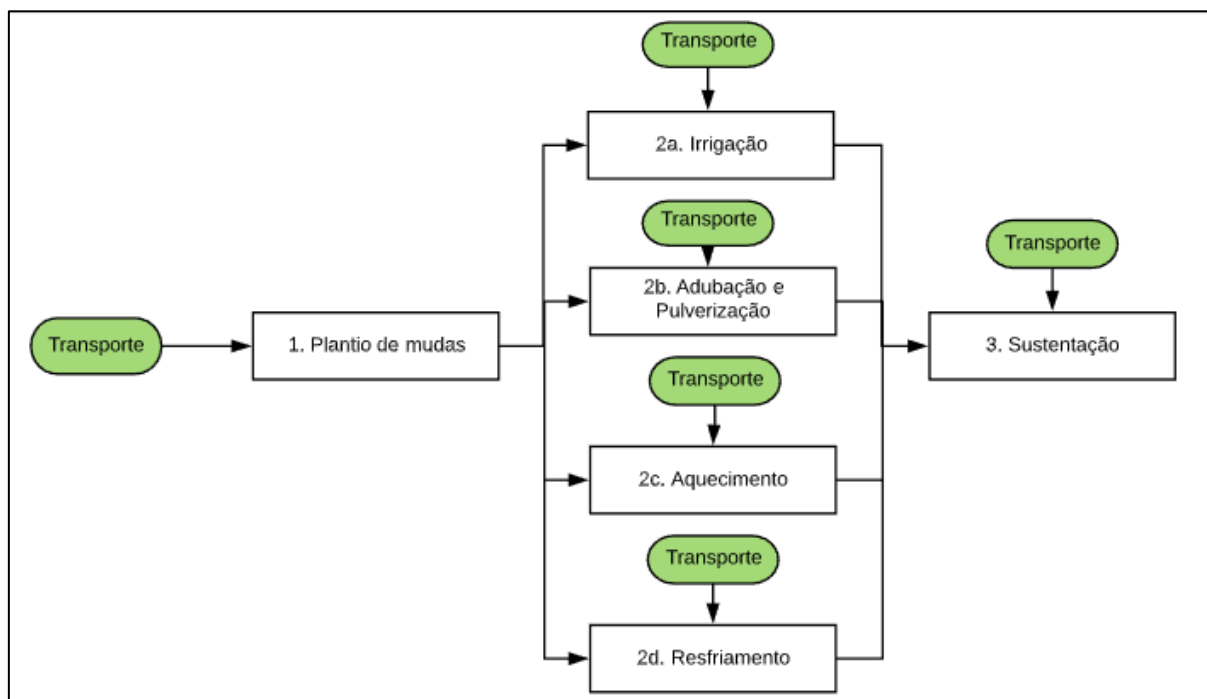 Transporte
2a. Irrigação
Transporte
2b. Adubação e
Pulverização
Transporte
Transporte
1. Plantio de mudas
3. Sustentação
Transporte
2c. Aquecimento
Transporte
2d. Resfriamento